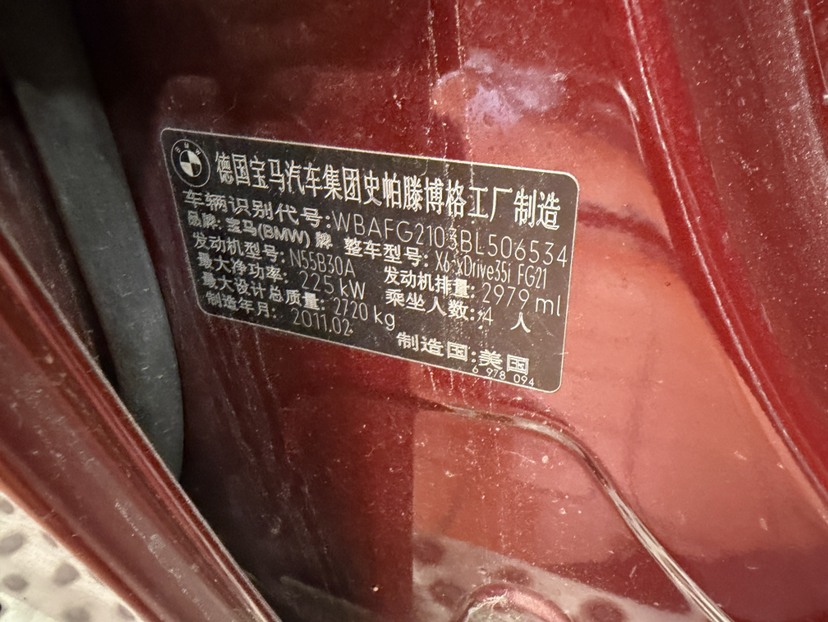 BMW
德国宝马汽车集团史帕滕博格工厂制造
车辆识别代号:WBAFG2103BL506534
品牌: 宝马(BMW) 牌 整车型号: X6 xDrive35i FG21
发动机型号: N55B30A 发动机排量: 2979 ml
最大净功率: 225 kW 乘坐人数: 4 人
最大设计总质量: 2720 kg
制造年月: 2011.02 制造国:美国
6 978 094